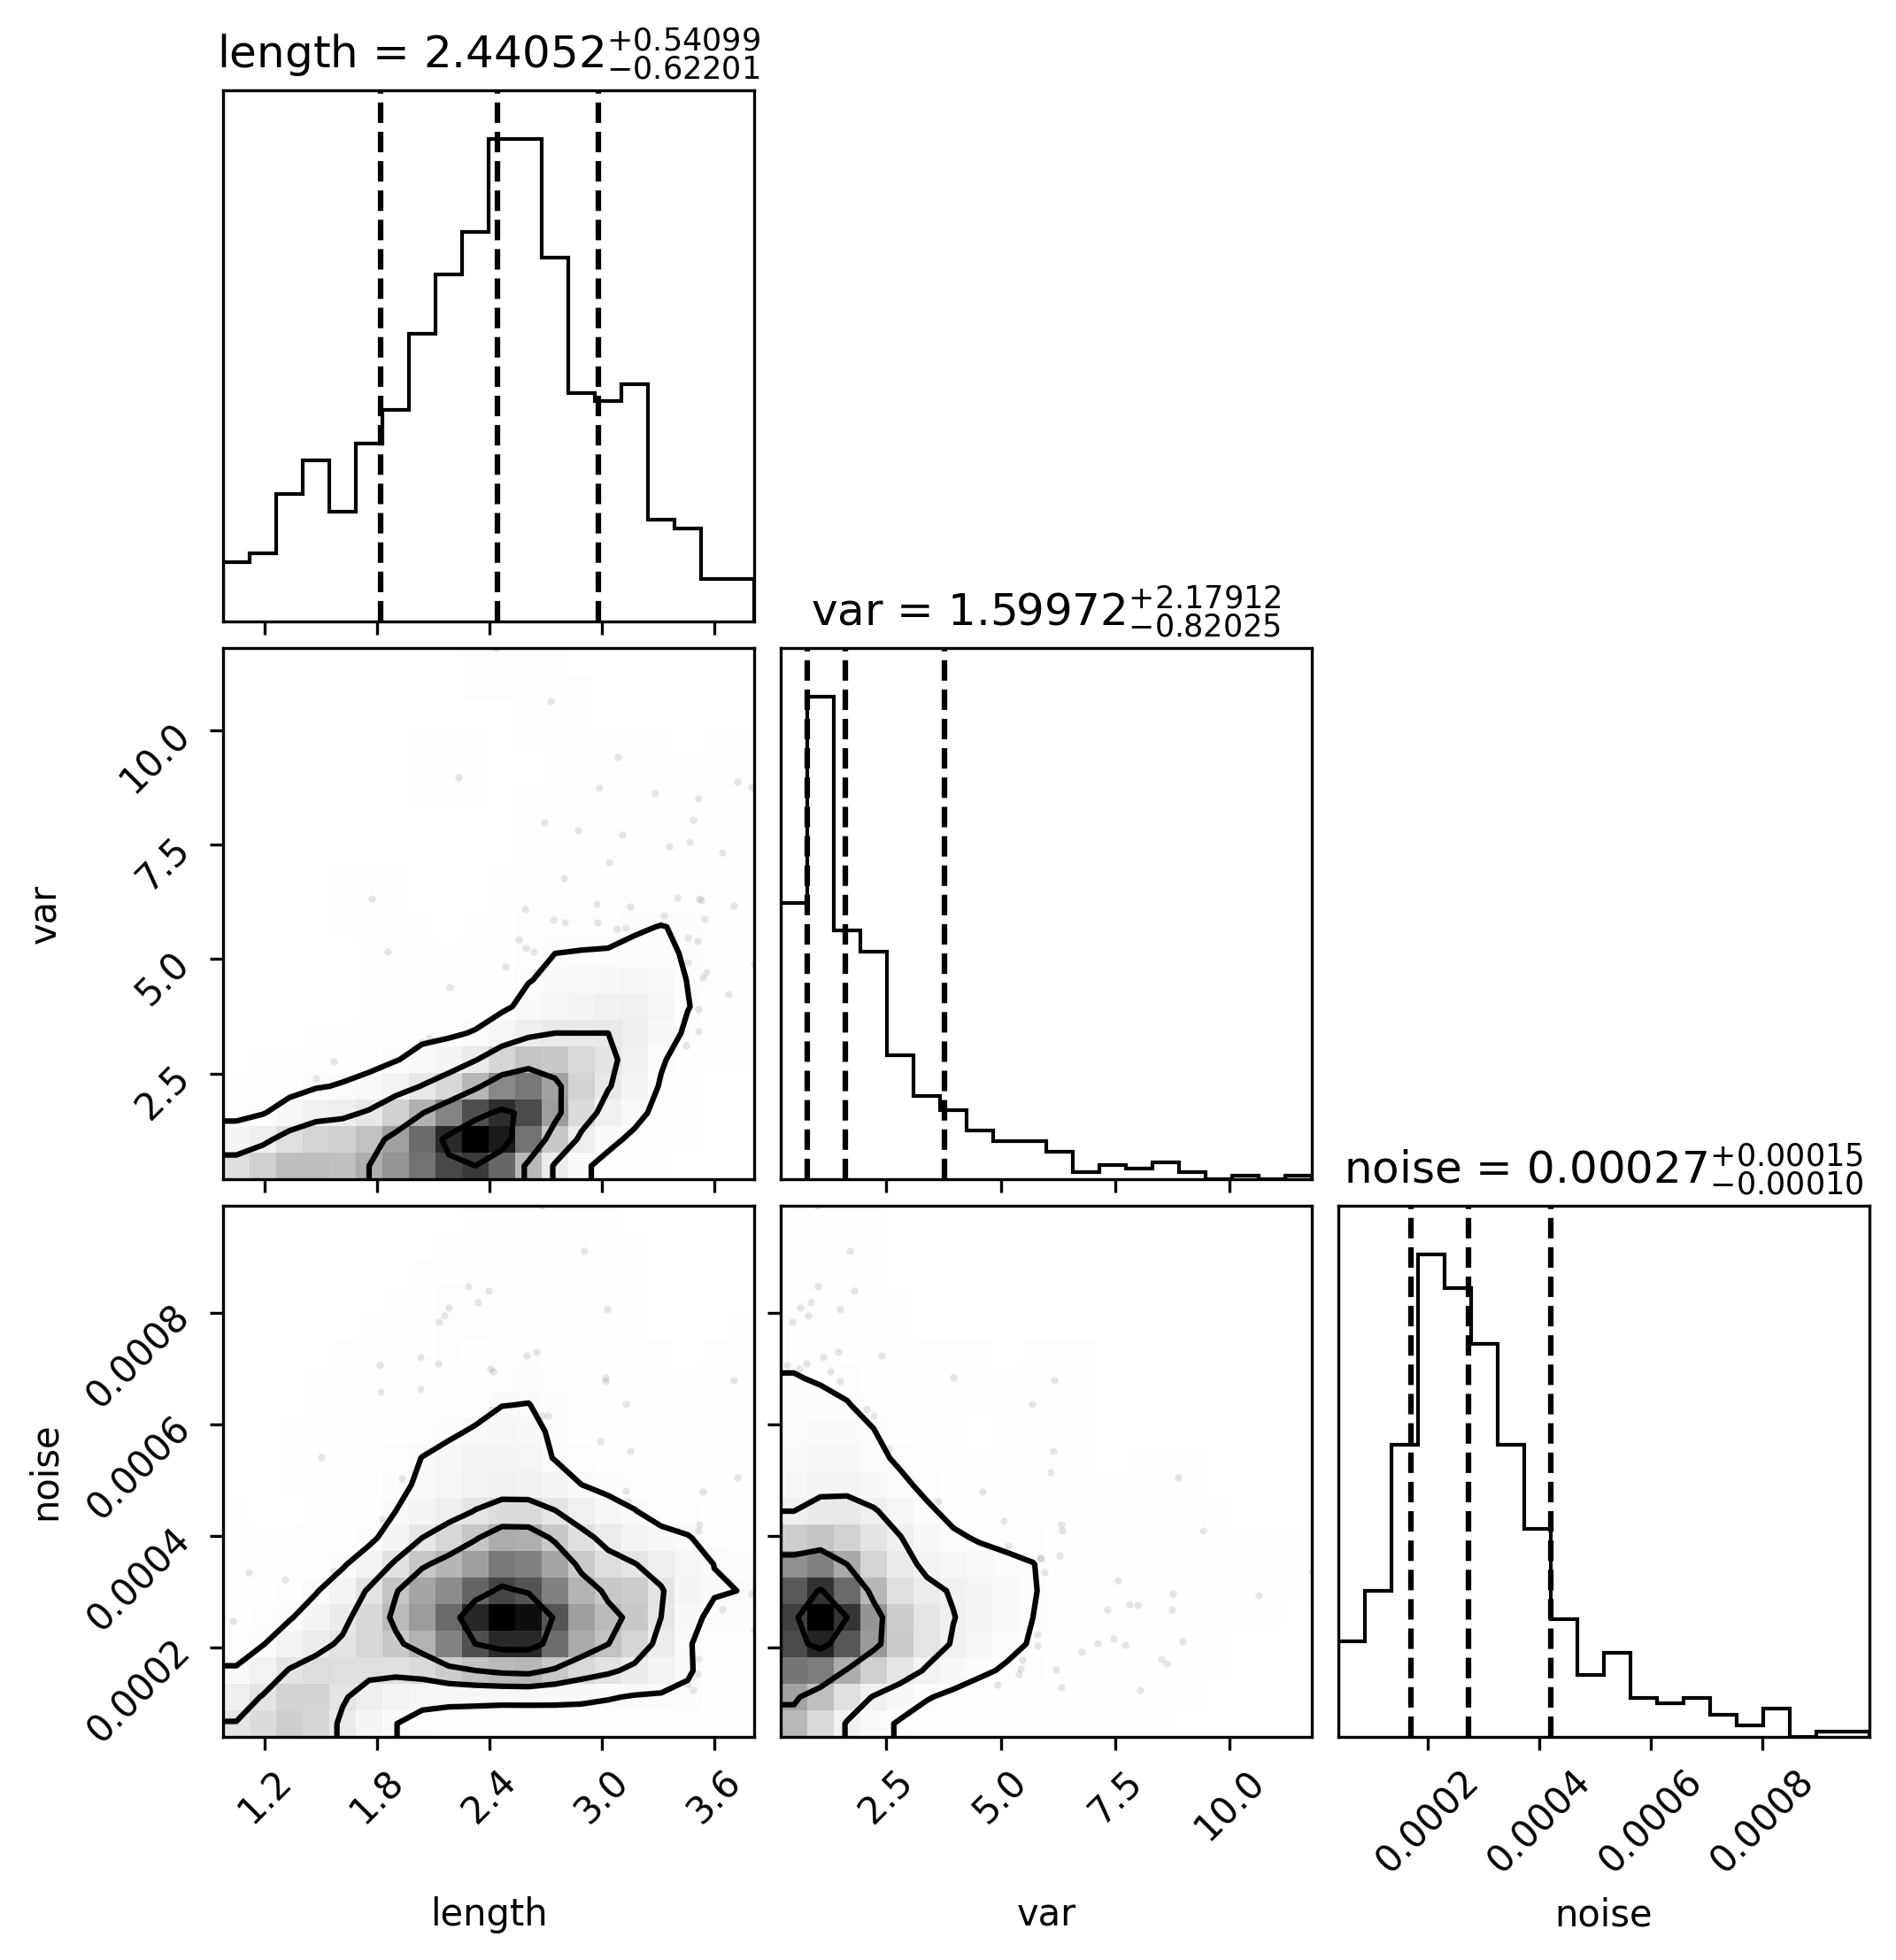 length = 2.44052+0.54099−0.62201
var = 1.59972+2.17912−0.82025
10.0
7.5
var
5.0
2.5
noise = 0.00027+0.00015−0.00010
0.0008
0.0006
noise
0.0004
0.0002
1.2 1.8 2.4 3.0 3.6 2.5 5.0 7.5 10.0 0.0002 0.0004 0.0006 0.0008
length var noise